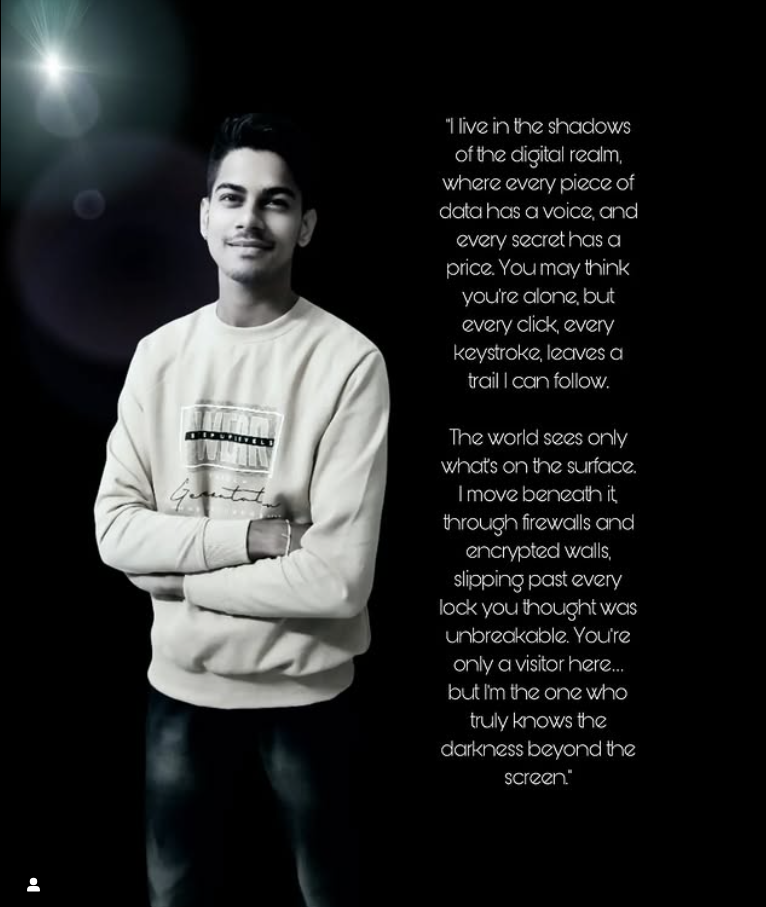 "I live in the shadows
of the digital realm,
where every piece of
data has a voice, and
every secret has a
price. You may think
you're alone, but
every click, every
keystroke, leaves a
trail I can follow.
The world sees only
what's on the surface.
I move beneath it,
through firewalls and
encrypted walls,
slipping past every
lock you thought was
unbreakable. You're
only a visitor here...
but I'm the one who
truly knows the
darkness beyond the
screen."